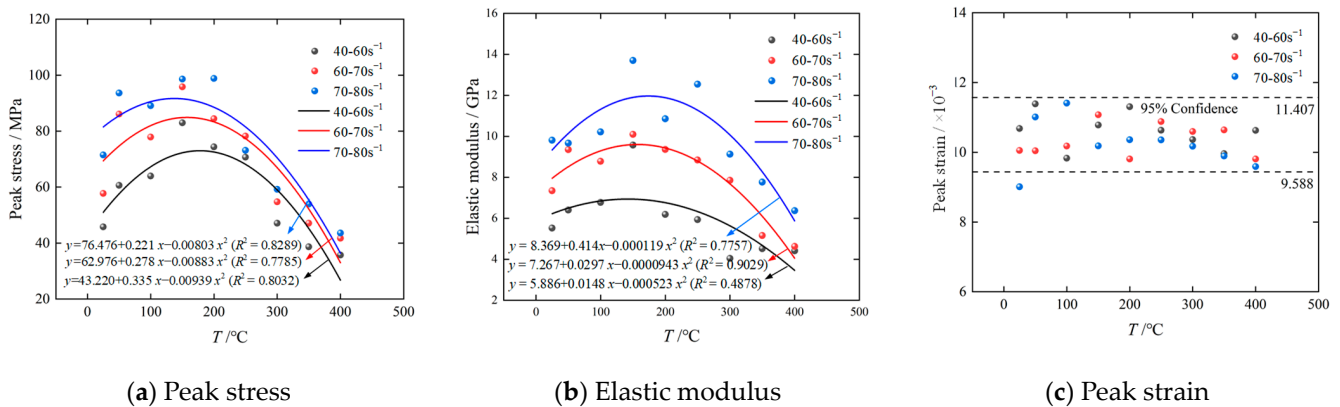 120
100
80
60
40
20
Peak stress / MPa
40-60s⁻¹
60-70s⁻¹
70-80s⁻¹
40-60s⁻¹
60-70s⁻¹
70-80s⁻¹
y=76.476+0.221 x−0.00803 x² (R² = 0.8289)
y=62.976+0.278 x−0.00883 x² (R² = 0.7785)
y=43.220+0.335 x−0.00939 x² (R² = 0.8032)
0 100 200 300 400 500
T /°C
(a) Peak stress
16
14
12
10
8
6
4
2
Elastic modulus / GPa
40-60s⁻¹
60-70s⁻¹
70-80s⁻¹
40-60s⁻¹
60-70s⁻¹
70-80s⁻¹
y = 8.369+0.414x−0.000119 x² (R² = 0.7757)
y = 7.267+0.0297 x−0.0000943 x² (R² = 0.9029)
y = 5.886+0.0148 x−0.000523 x² (R² = 0.4878)
0 100 200 300 400 500
T /°C
(b) Elastic modulus
14
13
11
10
8
6
Peak strain / ×10⁻³
40-60s⁻¹
60-70s⁻¹
70-80s⁻¹
95% Confidence
11.407
9.588
0 100 200 300 400 500
T /°C
(c) Peak strain